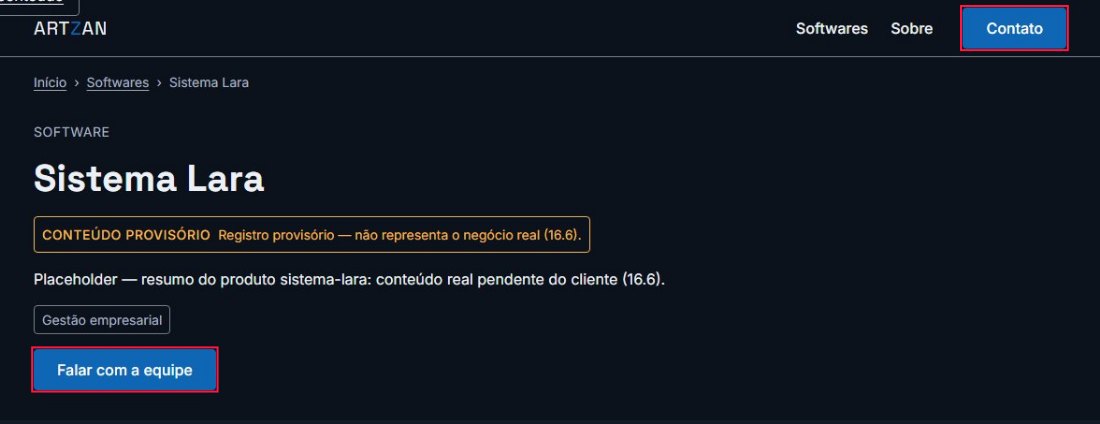 ARTZAN
Softwares
Sobre
Contato
Início › Softwares › Sistema Lara
SOFTWARE
Sistema Lara
CONTEÚDO PROVISÓRIO Registro provisório — não representa o negócio real (16.6).
Placeholder — resumo do produto sistema-lara: conteúdo real pendente do cliente (16.6).
Gestão empresarial
Falar com a equipe